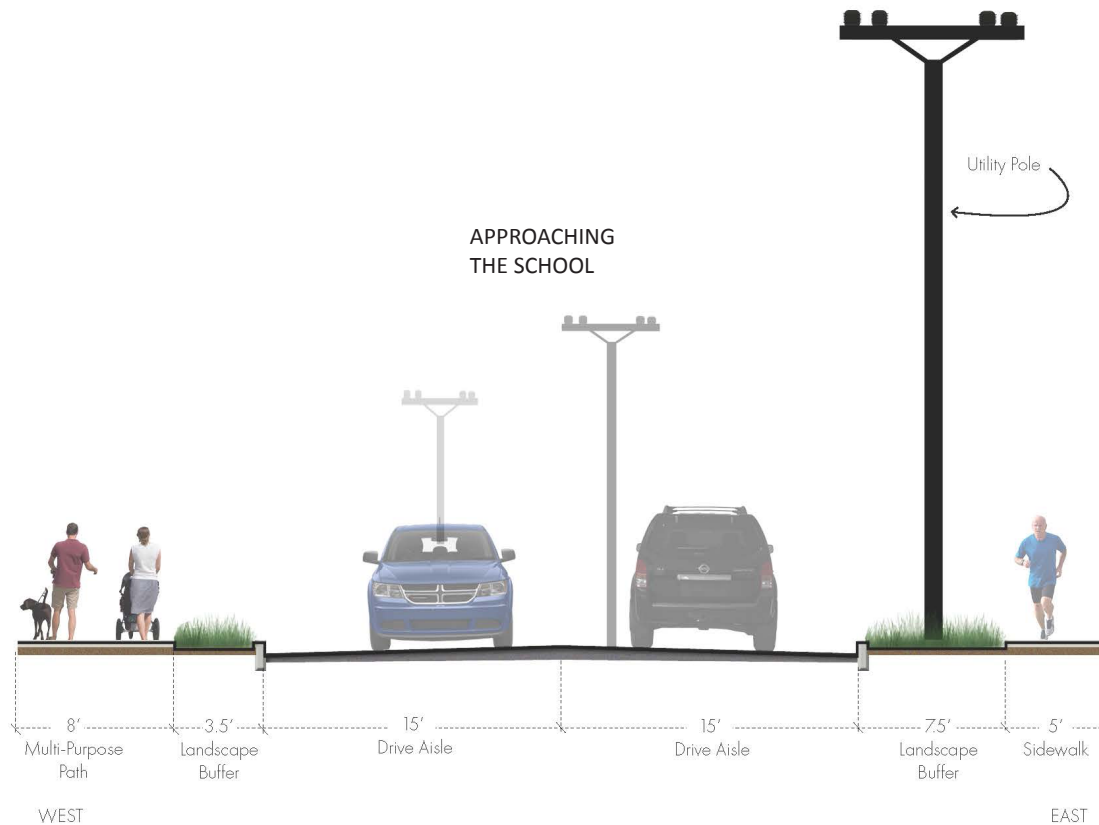 Utility Pole
APPROACHING
THE SCHOOL
8' 3.5' 15' 15' 7.5' 5'
Multi-Purpose
Path
Landscape
Buffer
Drive Aisle
Drive Aisle
Landscape
Buffer
Sidewalk
WEST
EAST